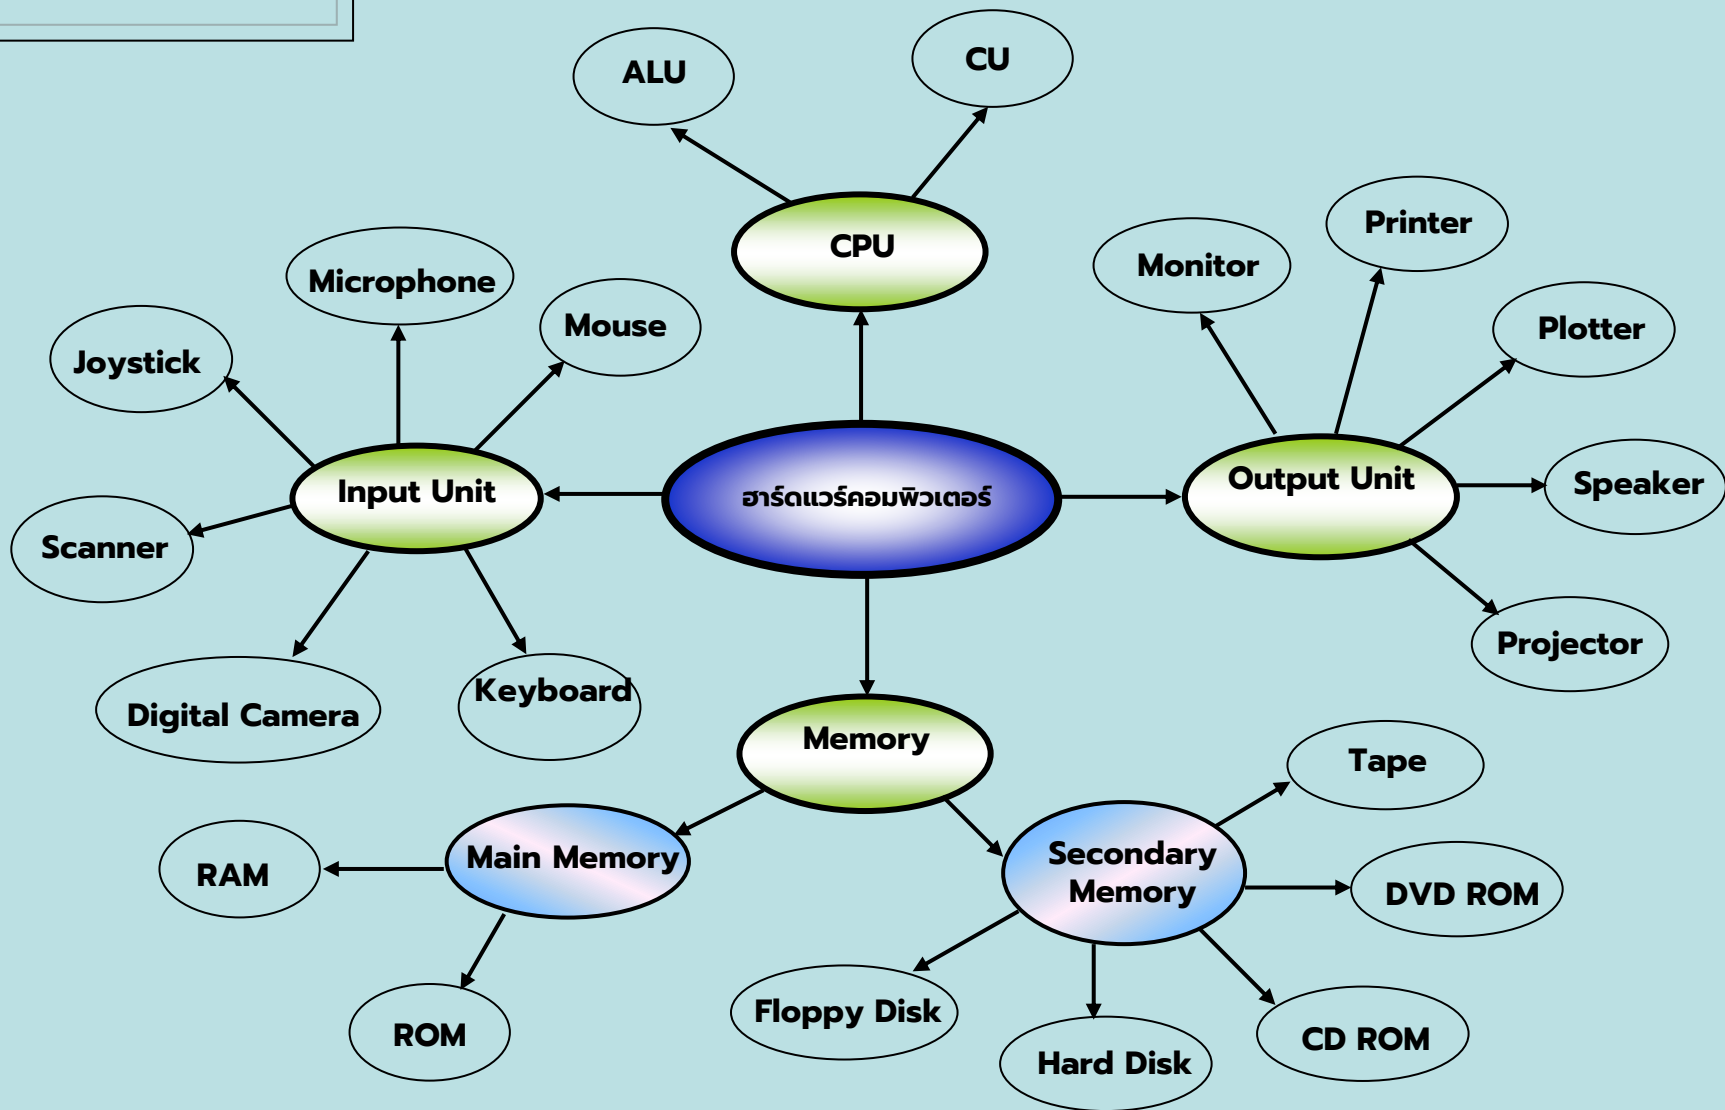 ALU
CU
CPU
Printer
Monitor
Microphone
Mouse
Plotter
Joystick
Input Unit
ฮาร์ดแวร์คอมพิวเตอร์
Output Unit
Speaker
Scanner
Projector
Digital Camera
Keyboard
Memory
Tape
Main Memory
Secondary
Memory
RAM
DVD ROM
Floppy Disk
ROM
CD ROM
Hard Disk